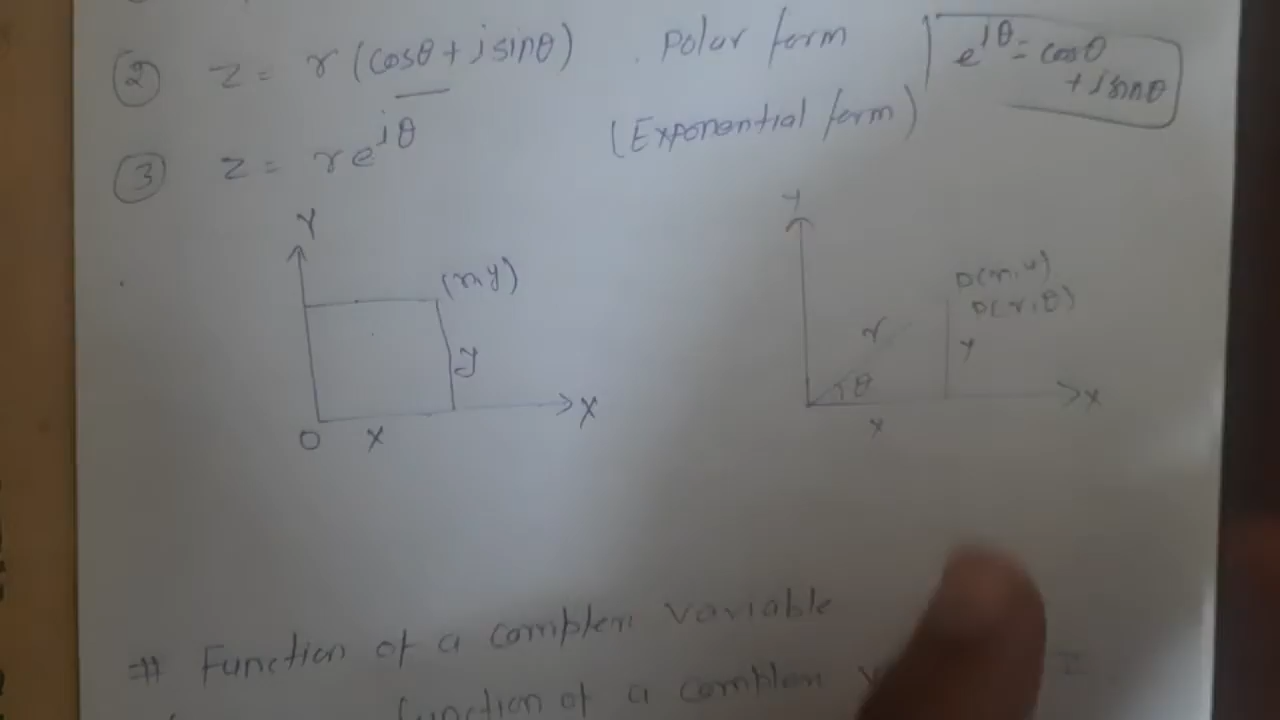 ② z = r(cosθ + j sinθ) . Polar form
e^{jθ} = cosθ
+ j sinθ
③ z = re^{jθ} (Exponential form)
Y
(x, y)
y
O x X
Y
P(x, y)
P(r, θ)
r
y
θ
x
X
# Function of a complex variable
function of a complex